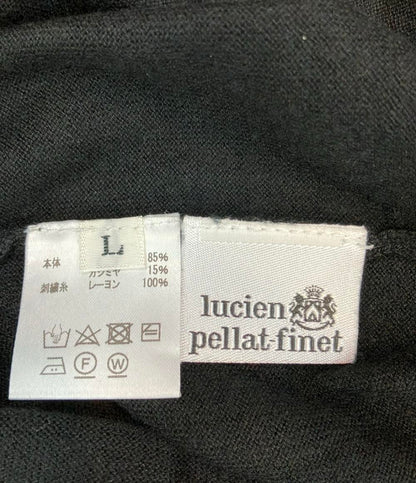 L
本体 85%
カシミヤ 15%
刺繍糸 レーヨン 100%
F W
lucien
pellat-finet